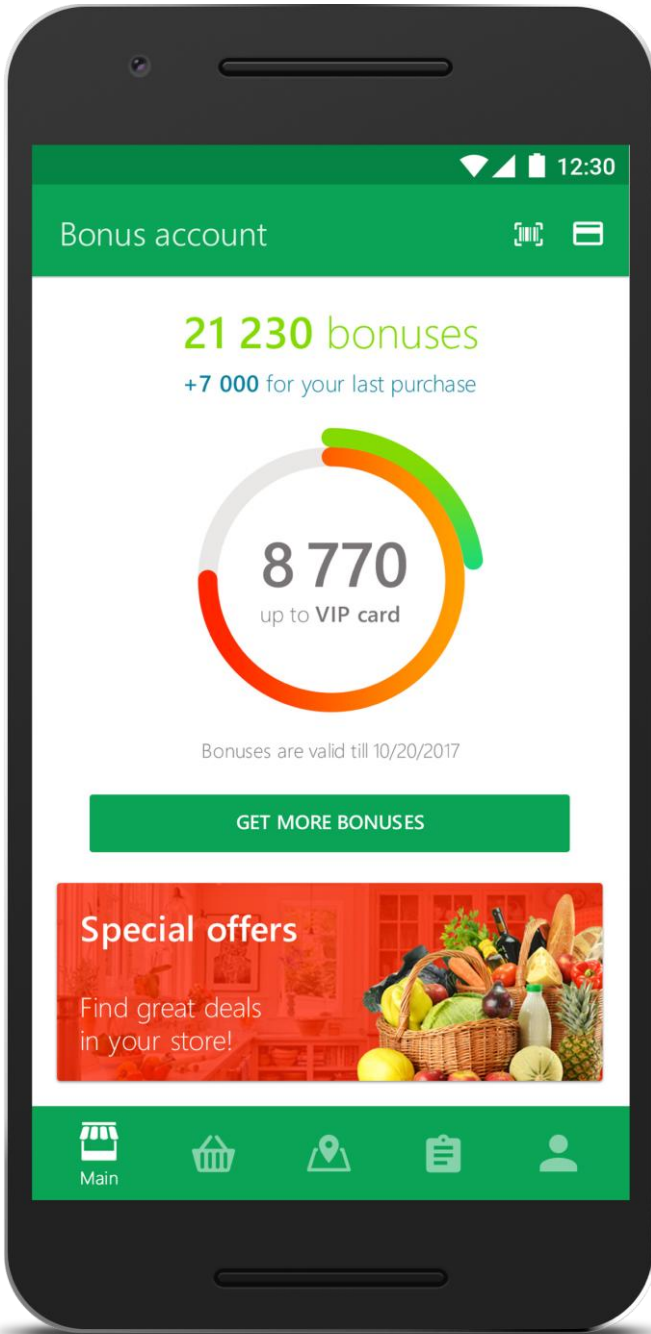 12:30
Bonus account
21 230 bonuses
+7 000 for your last purchase
8 770
up to VIP card
Bonuses are valid till 10/20/2017
GET MORE BONUSES
Special offers
Find great deals
in your store!
Main